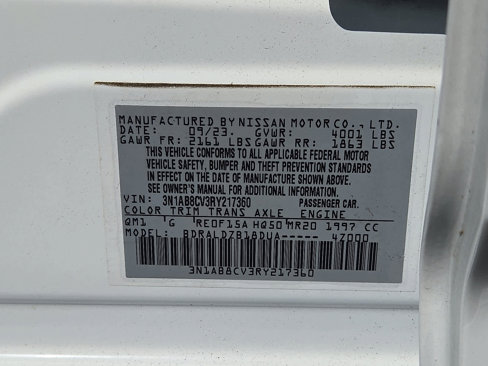 MANUFACTURED BY NISSAN MOTOR CO., LTD.
DATE: 09/23. GVWR: 4001 LBS
GAWR FR: 2161 LBS GAWR RR: 1863 LBS
THIS VEHICLE CONFORMS TO ALL APPLICABLE FEDERAL MOTOR
VEHICLE SAFETY, BUMPER, AND THEFT PREVENTION STANDARDS
IN EFFECT ON THE DATE OF MANUFACTURE SHOWN ABOVE.
SEE OWNER'S MANUAL FOR ADDITIONAL INFORMATION.
VIN: 3N1AB8CV3RY217360 PASSENGER CAR.
COLOR TRIM TRANS AXLE ENGINE
QM1 G RE0F15A HQ50 MR20 1997 CC
MODEL: BDRALDZB18DUA----- 4Z000
3N1AB8CV3RY217360